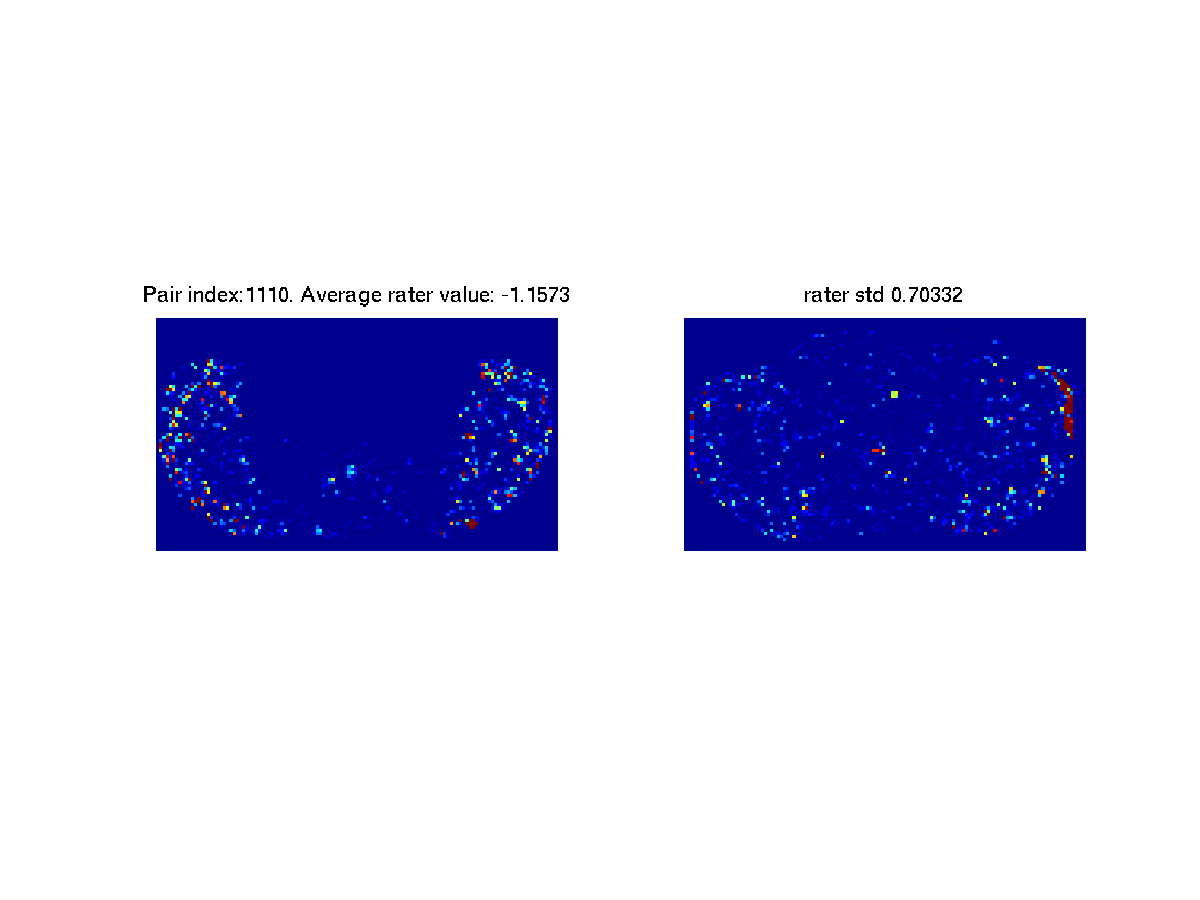 Pair index:1110. Average rater value: -1.1573
rater std 0.70332